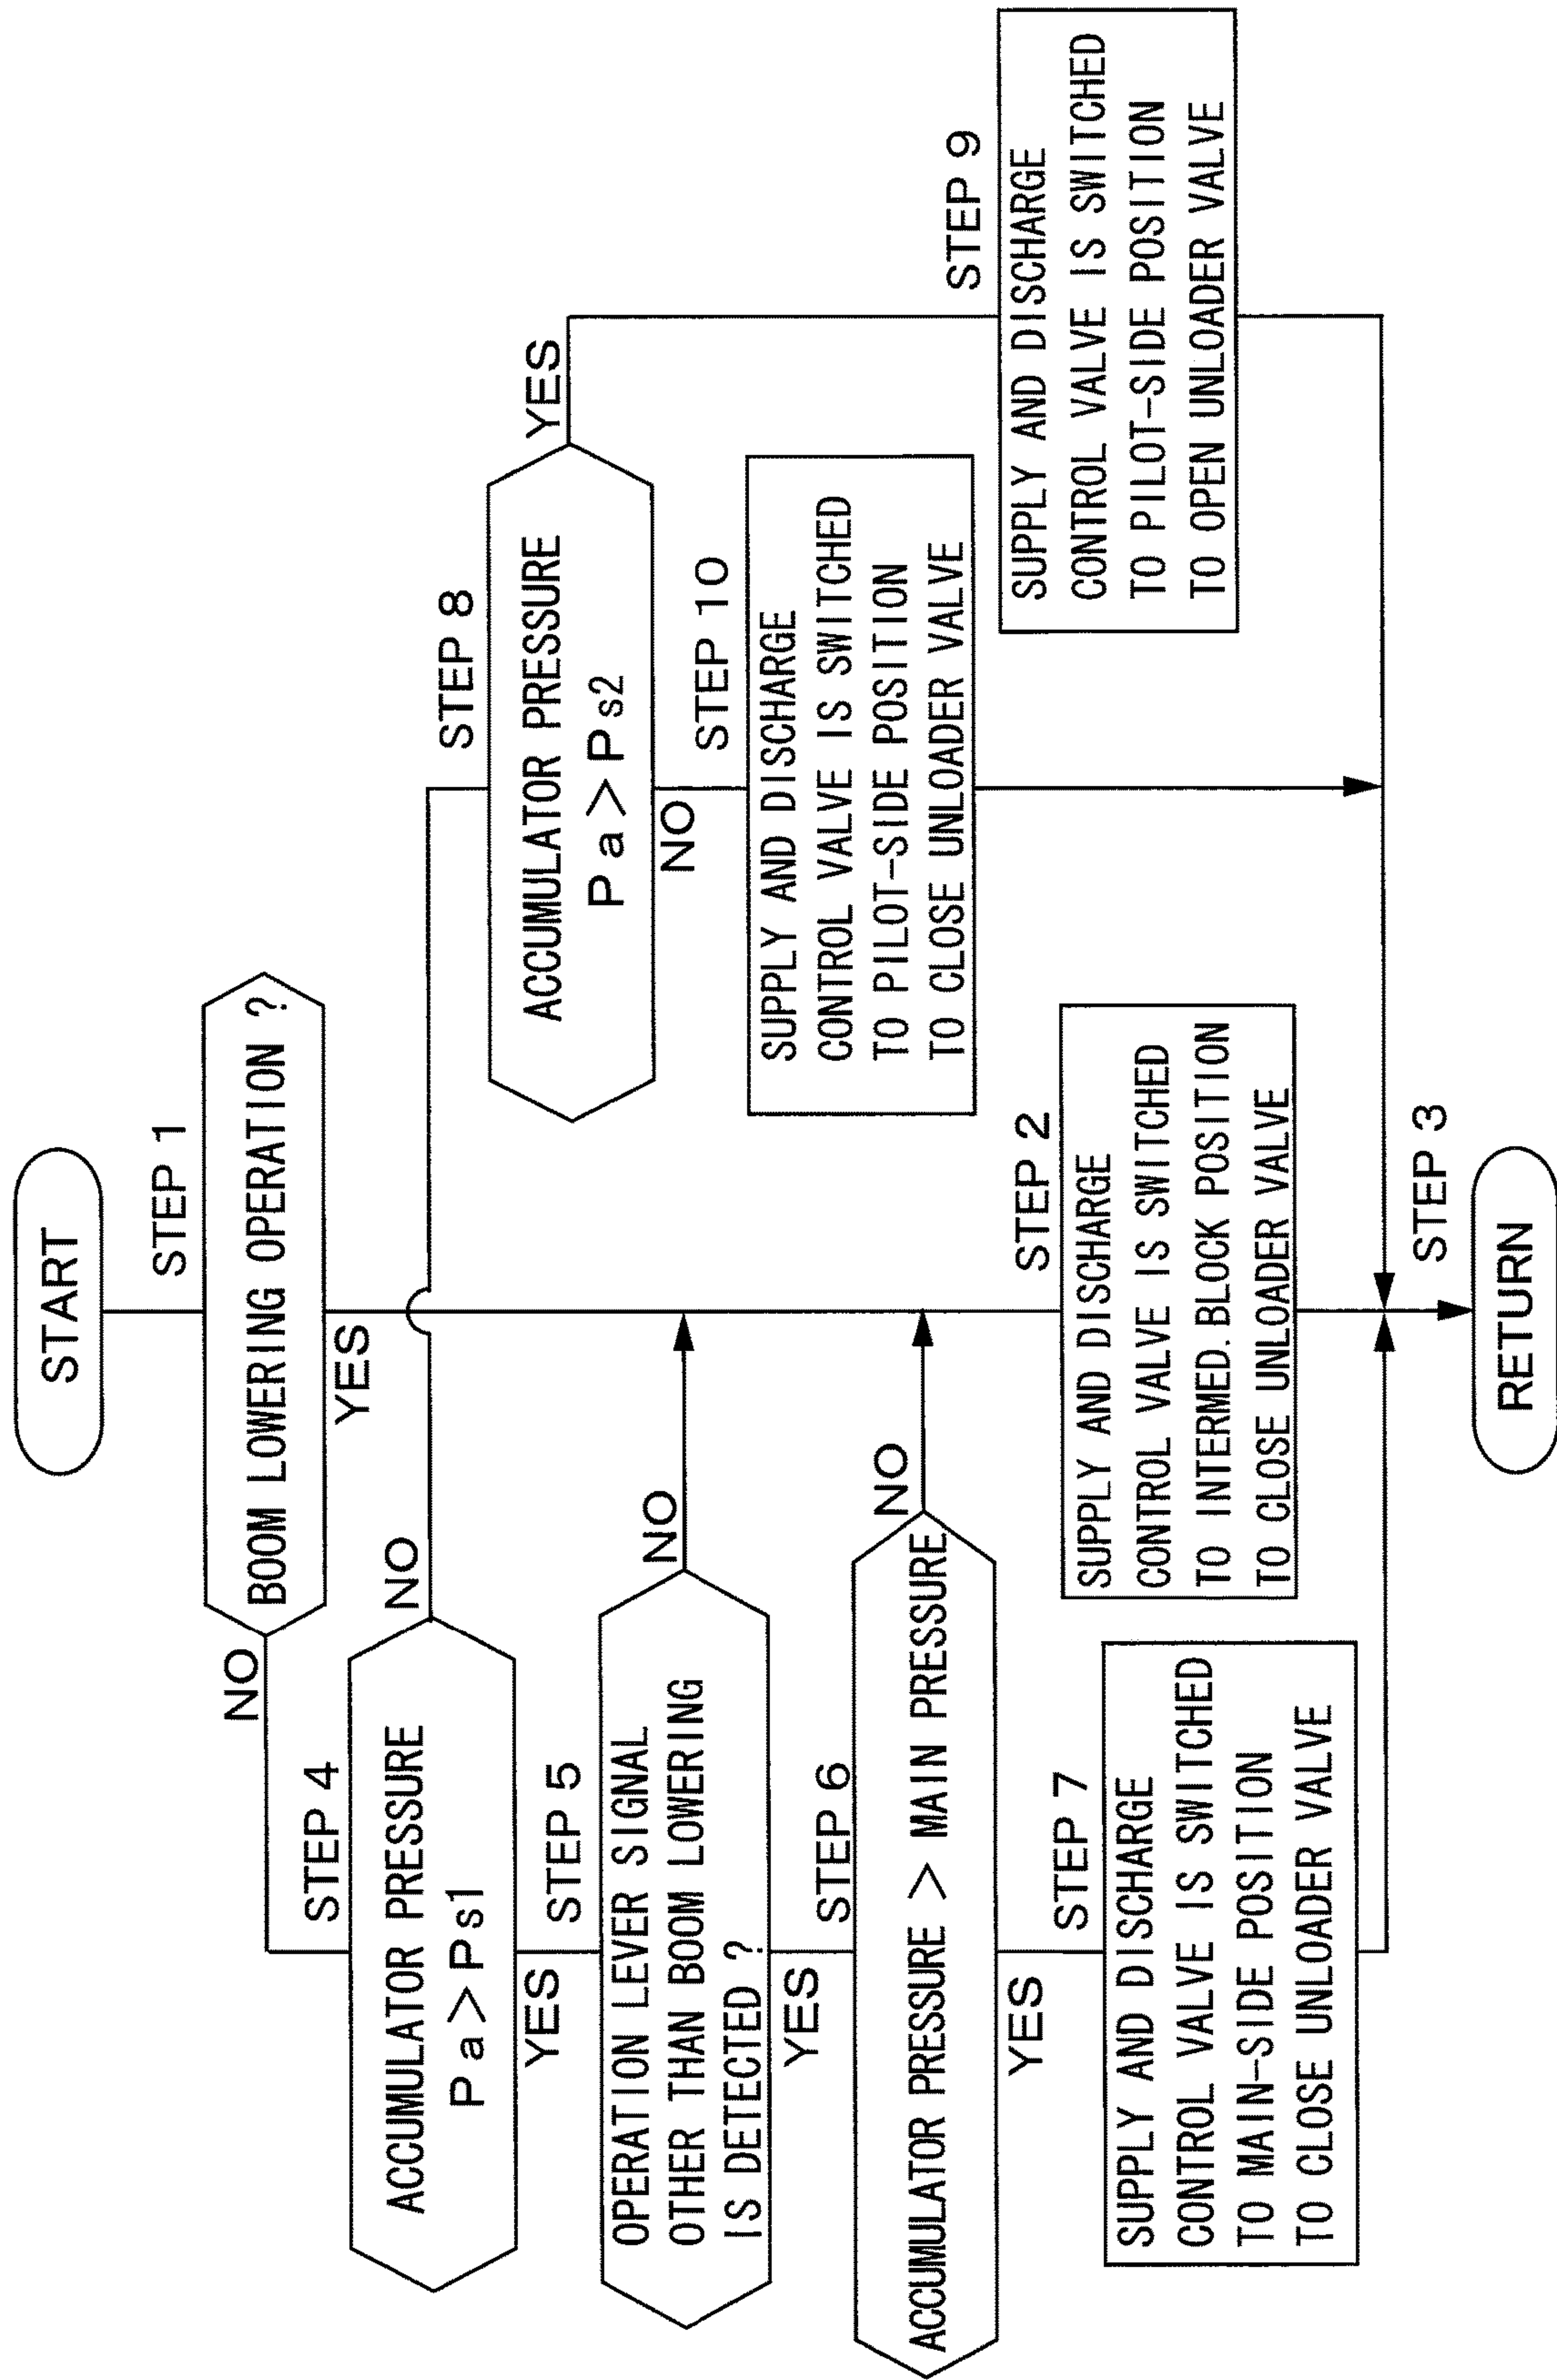 START
STEP 1
BOOM LOWERING OPERATION ?
NO
YES
STEP 4
ACCUMULATOR PRESSURE
Pa>Ps1
NO
YES
STEP 5
OPERATION LEVER SIGNAL
OTHER THAN BOOM LOWERING
IS DETECTED ?
NO
YES
STEP 6
ACCUMULATOR PRESSURE > MAIN PRESSURE
NO
YES
STEP 7
SUPPLY AND DISCHARGE
CONTROL VALVE IS SWITCHED
TO MAIN-SIDE POSITION
TO CLOSE UNLOADER VALVE
STEP 2
SUPPLY AND DISCHARGE
CONTROL VALVE IS SWITCHED
TO INTERMED.BLOCK POSITION
TO CLOSE UNLOADER VALVE
STEP 8
ACCUMULATOR PRESSURE
Pa>Ps2
YES
NO
STEP 10
SUPPLY AND DISCHARGE
CONTROL VALVE IS SWITCHED
TO PILOT-SIDE POSITION
TO CLOSE UNLOADER VALVE
STEP 9
SUPPLY AND DISCHARGE
CONTROL VALVE IS SWITCHED
TO PILOT-SIDE POSITION
TO OPEN UNLOADER VALVE
STEP 3
RETURN